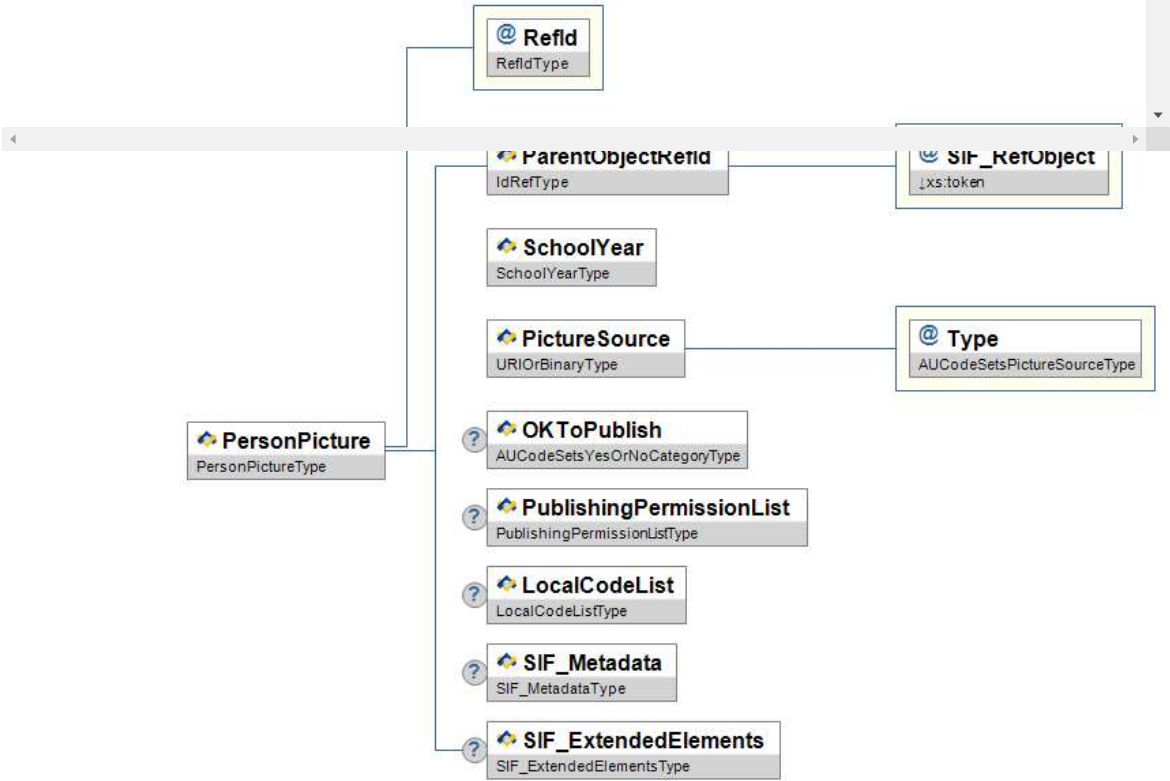 @ RefId
RefIdType
ParentObjectRefId
IdRefType
@ SIF_RefObject
↓xs:token
SchoolYear
SchoolYearType
PictureSource
URIOrBinaryType
@ Type
AUCodeSetsPictureSourceType
PersonPicture
PersonPictureType
? OKToPublish
AUCodeSetsYesOrNoCategoryType
? PublishingPermissionList
PublishingPermissionListType
? LocalCodeList
LocalCodeListType
? SIF_Metadata
SIF_MetadataType
? SIF_ExtendedElements
SIF_ExtendedElementsType